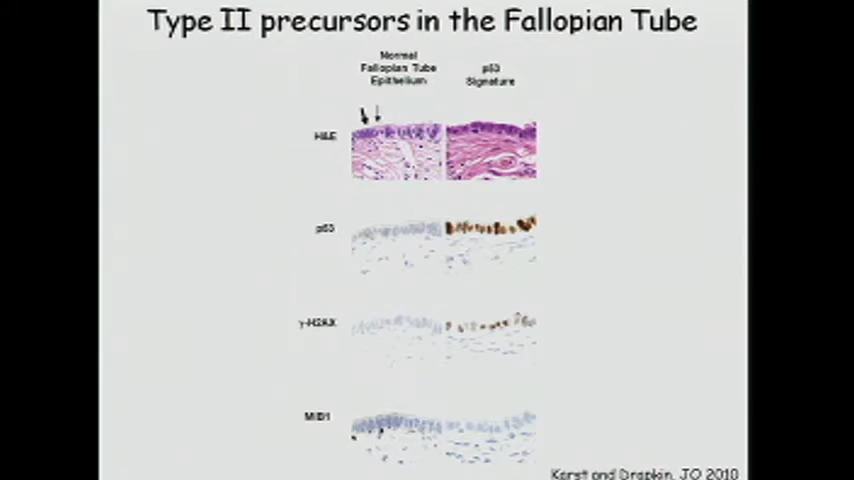 Type II precursors in the Fallopian Tube
Normal
Fallopian Tube
Epithelium
p53
Signature
H&E
p53
γ-H2AX
MIB1
Karst and Drapkin, JO 2010